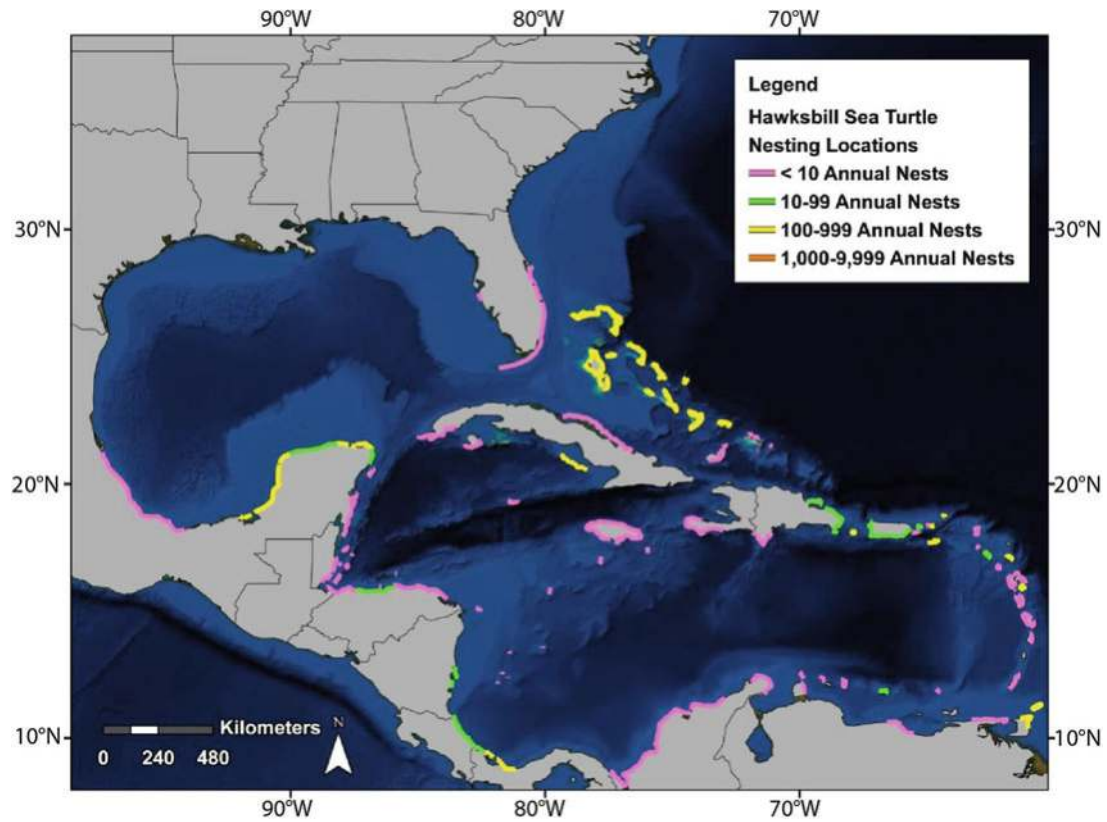 90°W 80°W 70°W
Legend
Hawksbill Sea Turtle
Nesting Locations
< 10 Annual Nests
10-99 Annual Nests
100-999 Annual Nests
1,000-9,999 Annual Nests
30°N 30°N
20°N 20°N
Kilometers N
0 240 480
10°N 10°N
90°W 80°W 70°W